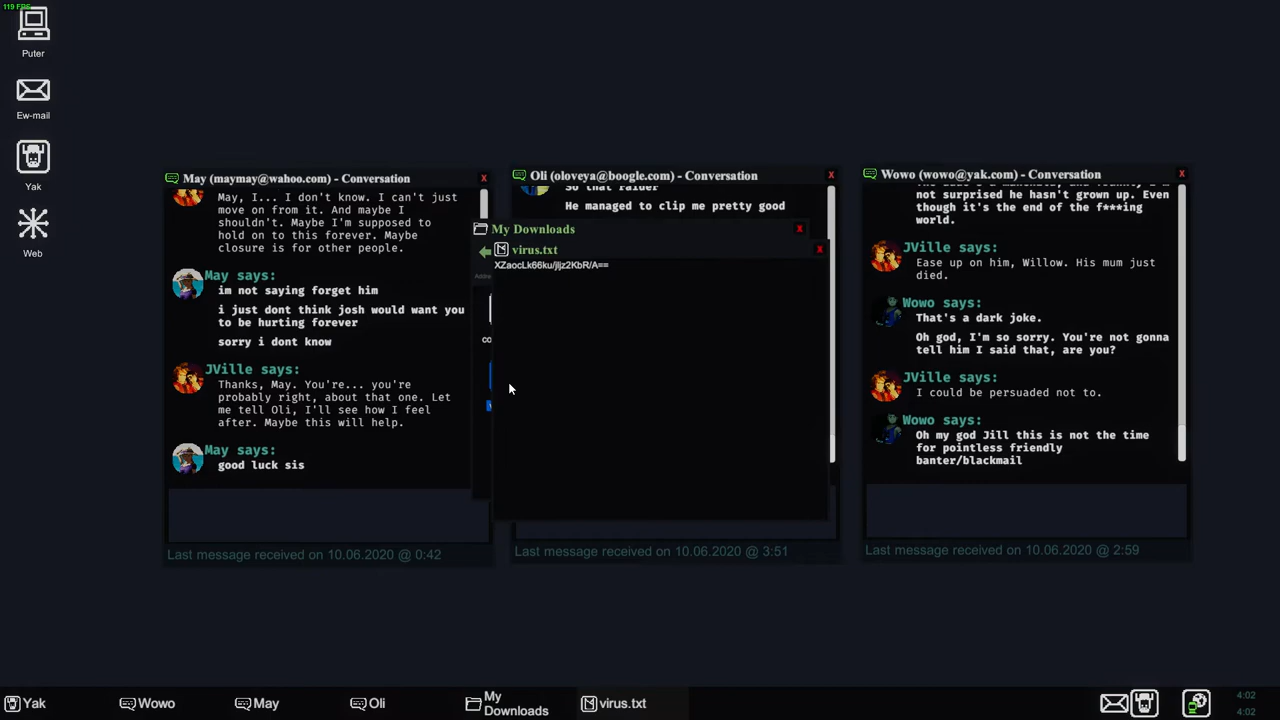 119 FPS
Puter
Ew-mail
Yak
Web
May (maymay@wahoo.com) - Conversation
X
May, I... I don't know. I can't just
move on from it. And maybe I
shouldn't. Maybe I'm supposed to
hold on to this forever. Maybe
closure is for other people.
May says:
im not saying forget him
i just dont think josh would want you
to be hurting forever
sorry i dont know
JVille says:
Thanks, May. You're... you're
probably right, about that one. Let
me tell Oli, I'll see how I feel
after. Maybe this will help.
May says:
good luck sis
Last message received on 10.06.2020 @ 0:42
Oli (oloveya@boogle.com) - Conversation
X
So that raider
He managed to clip me pretty good
My Downloads
X
virus.txt
X
Addre
co
Last message received on 10.06.2020 @ 3:51
Wowo (wowo@yak.com) - Conversation
X
not surprised he hasn't grown up. Even
though it's the end of the f***ing
world.
JVille says:
Ease up on him, Willow. His mum just
died.
Wowo says:
That's a dark joke.
Oh god, I'm so sorry. You're not gonna
tell him I said that, are you?
JVille says:
I could be persuaded not to.
Wowo says:
Oh my god Jill this is not the time
for pointless friendly
banter/blackmail
Last message received on 10.06.2020 @ 2:59
Yak
Wowo
May
Oli
My
Downloads
virus.txt
4:02
4:02